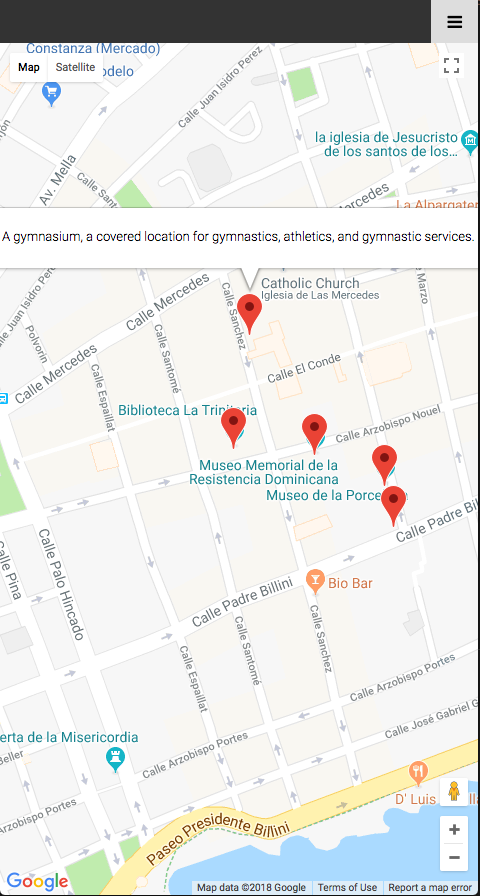 Constanza (Mercado)
odelo
Map
Satellite
Calle Juan Isidro Perez
la iglesia de Jesucristo
de los santos de los...
Av. Mella
Calle Sant
Mercedes
La Alpargater
A gymnasium, a covered location for gymnastics, athletics, and gymnastic services.
Catholic Church
Iglesia de Las Mercedes
Calle Mercedes
Calle Sanchez
Calle Juan Isidro Perez
Marzo
Polvorin
Calle Mercedes
Calle Santomé
Calle El Conde
Calle Espaillat
Biblioteca La Trinitaria
Calle Arzobispo Nouel
Museo Memorial de la
Resistencia Dominicana
Museo de la Porce
Calle Padre Bil
Calle Pina
Calle Palo Hincado
Calle Padre Billini
Bio Bar
Calle Espaillat
Calle Santomé
Calle Sanchez
Calle Arzobispo Portes
Calle José Gabriel G
erta de la Misericordia
Beller
Calle Arzobispo Portes
Arzobispo Portes
D' Luis
lla
Paseo Presidente Billini
Google
Map data ©2018 Google
Terms of Use
Report a map error